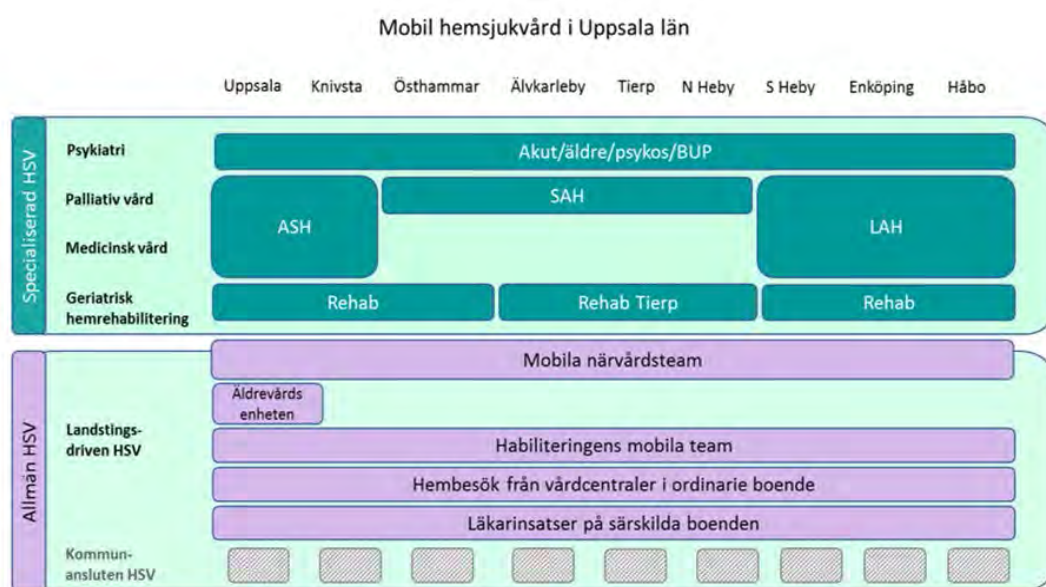 Mobil hemsjukvård i Uppsala län
Uppsala Knivsta Östhammar Älvkarleby Tierp N Heby S Heby Enköping Håbo
Specialiserad HSV
Psykiatri
Akut/äldre/psykos/BUP
Palliativ vård
SAH
ASH
LAH
Medicinsk vård
Geriatrisk
hemrehabilitering
Rehab
Rehab Tierp
Rehab
Allmän HSV
Mobila närvårdsteam
Äldrevårds
enheten
Landstings-
driven HSV
Habiliteringens mobila team
Hembesök från vårdcentraler i ordinarie boende
Läkarinsatser på särskilda boenden
Kommun-
ansluten HSV